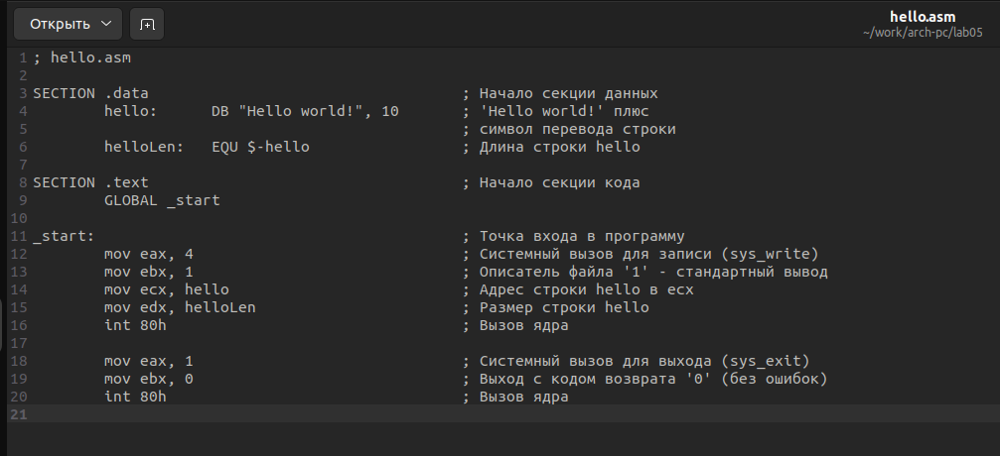 Открыть
hello.asm
~/work/arch-pc/lab05
1 ; hello.asm
2
3 SECTION .data ; Начало секции данных
4 hello: DB "Hello world!", 10 ; 'Hello world!' плюс
5 ; символ перевода строки
6 helloLen: EQU $-hello ; Длина строки hello
7
8 SECTION .text ; Начало секции кода
9 GLOBAL _start
10
11 _start: ; Точка входа в программу
12 mov eax, 4 ; Системный вызов для записи (sys_write)
13 mov ebx, 1 ; Описатель файла '1' - стандартный вывод
14 mov ecx, hello ; Адрес строки hello в ecx
15 mov edx, helloLen ; Размер строки hello
16 int 80h ; Вызов ядра
17
18 mov eax, 1 ; Системный вызов для выхода (sys_exit)
19 mov ebx, 0 ; Выход с кодом возврата '0' (без ошибок)
20 int 80h ; Вызов ядра
21